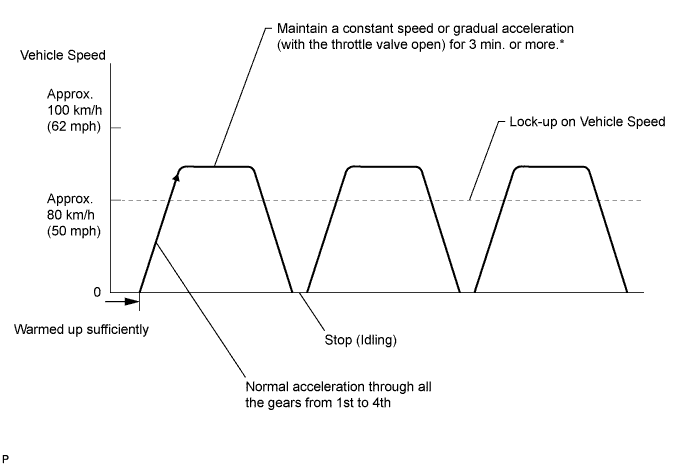 Maintain a constant speed or gradual acceleration
(with the throttle valve open) for 3 min. or more.*
Vehicle Speed
Approx.
100 km/h
(62 mph)
Lock-up on Vehicle Speed
Approx.
80 km/h
(50 mph)
0
Warmed up sufficiently
Stop (Idling)
Normal acceleration through all
the gears from 1st to 4th
P